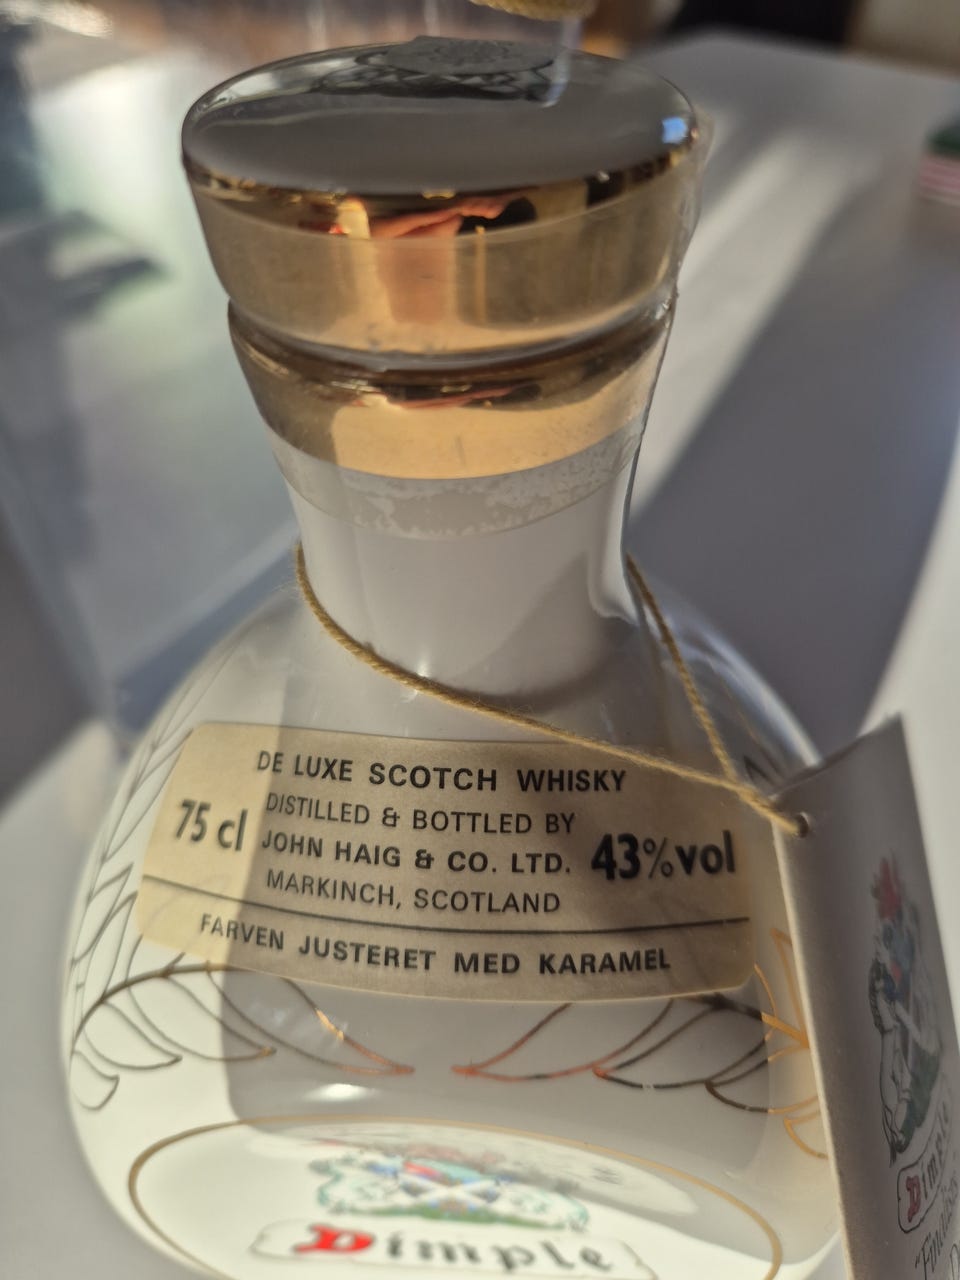 DE LUXE SCOTCH WHISKY
DISTILLED & BOTTLED BY
75 cl
JOHN HAIG & CO. LTD.
43%vol
MARKINCH, SCOTLAND
FARVEN JUSTERET MED KARAMEL
Dimple
Dimple